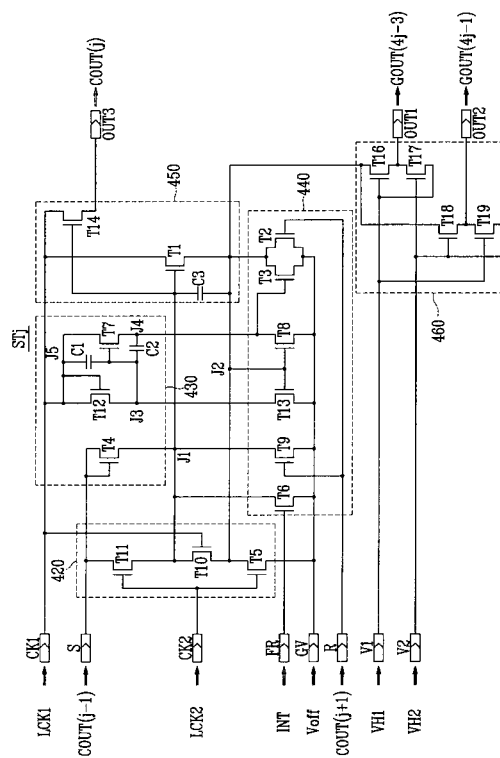 STj
LCK1
CK1
COUT(j-1)
S
LCK2
CK2
INT
FR
Voff
GV
COUT(j+1)
R
VH1
V1
VH2
V2
420
T11
T10
T5
430
T4
T12
C1
T7
J5
J4
C2
J3
J1
J2
T6
T9
T13
T8
440
T3
T2
450
T14
T1
C3
460
T16
T17
T18
T19
OUT3
COUT(j)
OUT1
GOUT(4j-3)
OUT2
GOUT(4j-1)